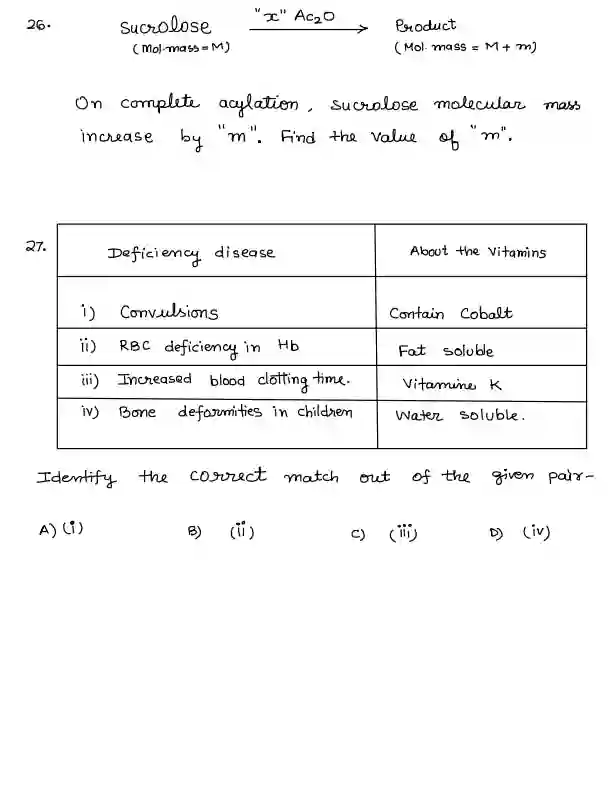 26. Sucrolose "x" Ac₂O Product
(Mol. mass = M) (Mol. mass = M + m)
On complete acylation, sucrolose molecular mass
increase by "m". Find the value of "m".
27. Deficiency disease About the Vitamins
i) Convulsions Contain Cobalt
ii) RBC deficiency in Hb Fat soluble
iii) Increased blood clotting time. Vitamine K
iv) Bone deformities in children Water soluble.
Identify the correct match out of the given pair-
A) (i) B) (ii) C) (iii) D) (iv)